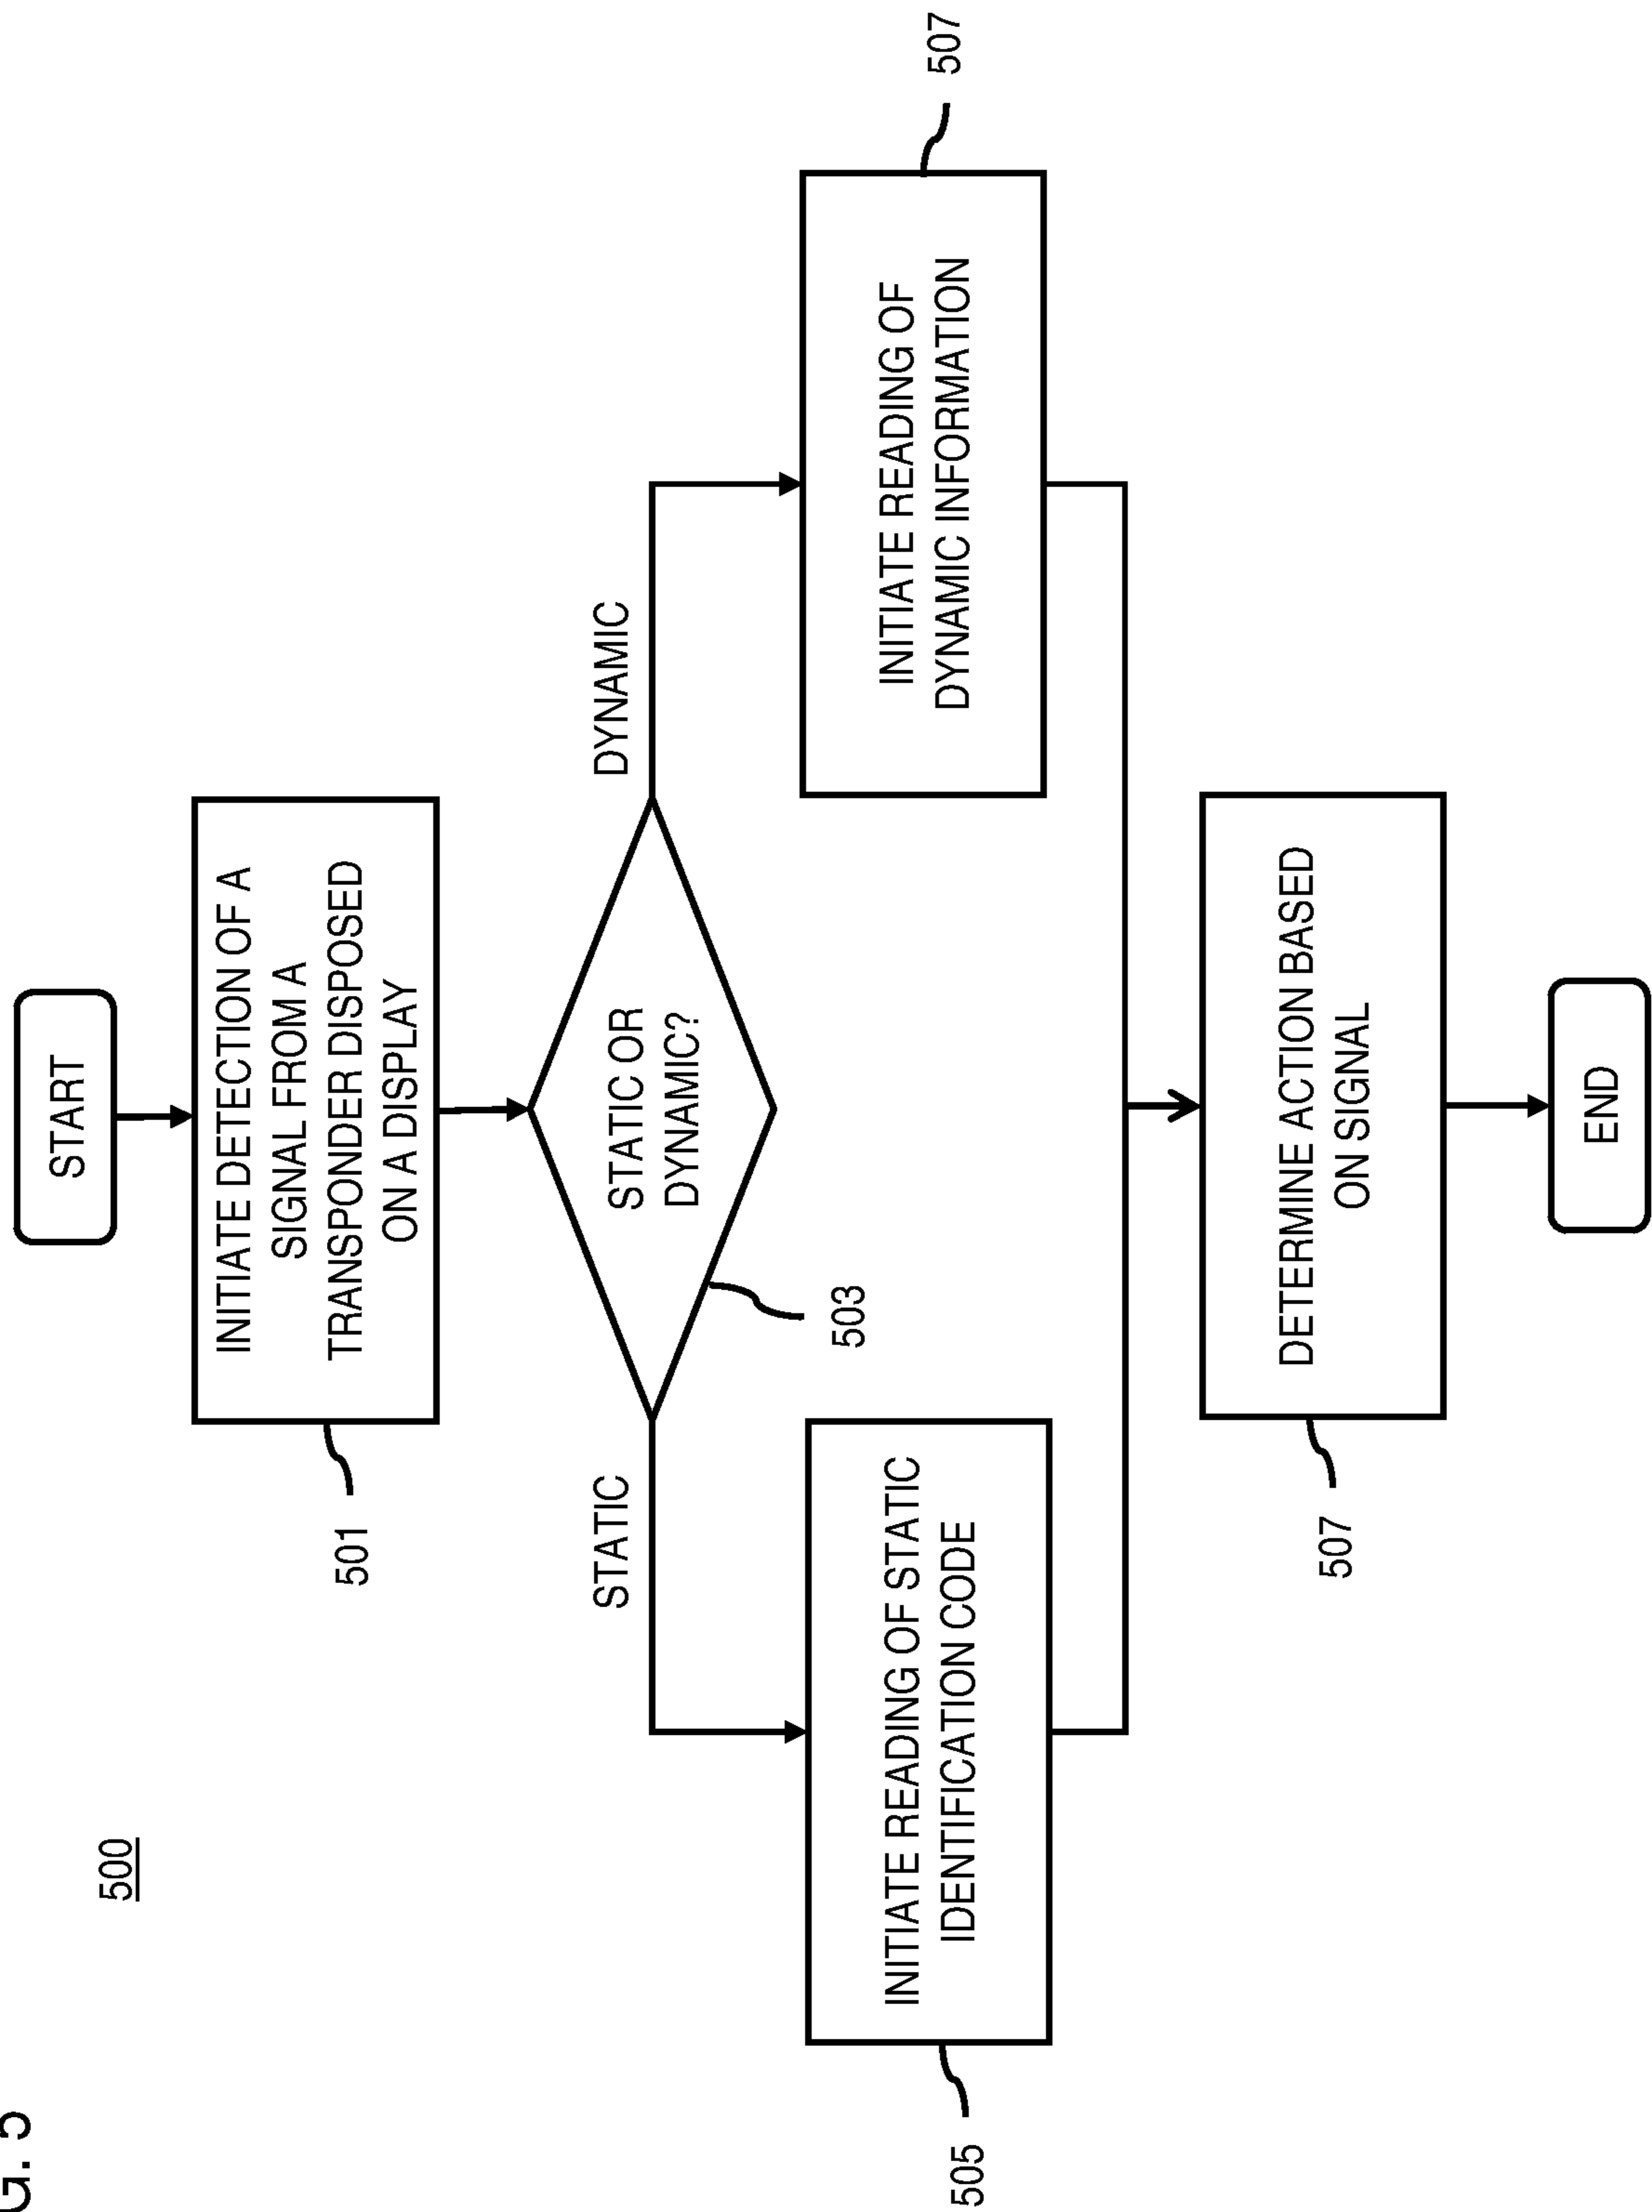 G. 5
500
START
INITIATE DETECTION OF A
SIGNAL FROM A
TRANSPONDER DISPOSED
ON A DISPLAY
501
STATIC
STATIC OR
DYNAMIC?
DYNAMIC
503
INITIATE READING OF STATIC
IDENTIFICATION CODE
505
INITIATE READING OF
DYNAMIC INFORMATION
507
DETERMINE ACTION BASED
ON SIGNAL
507
END